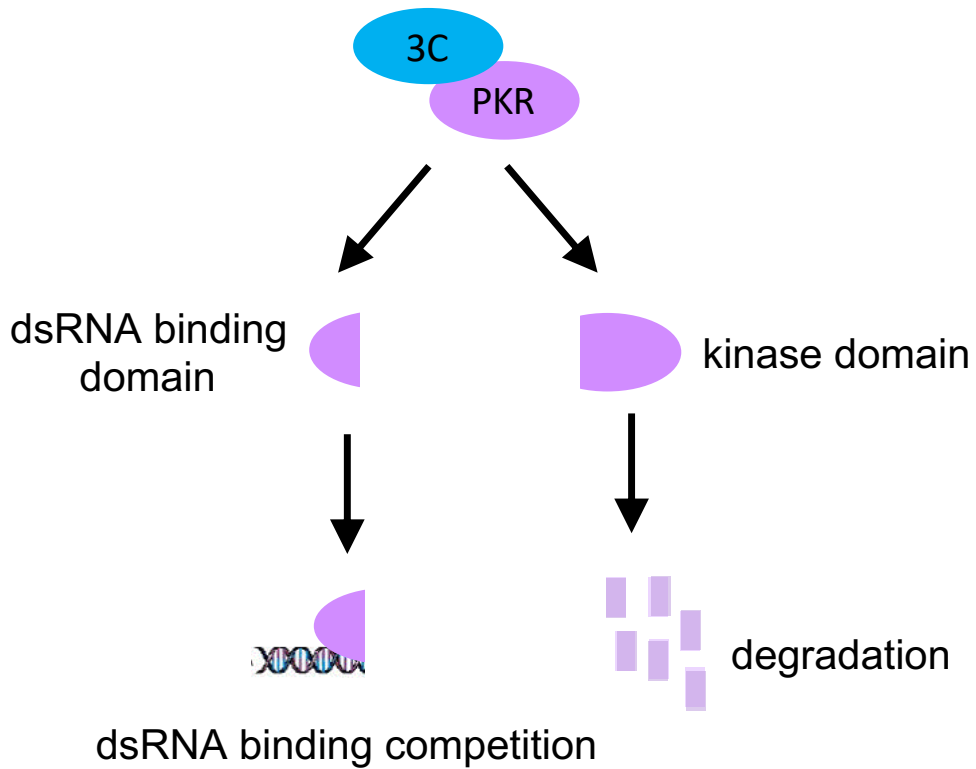 3C
PKR
dsRNA binding
domain
kinase domain
degradation
dsRNA binding competition